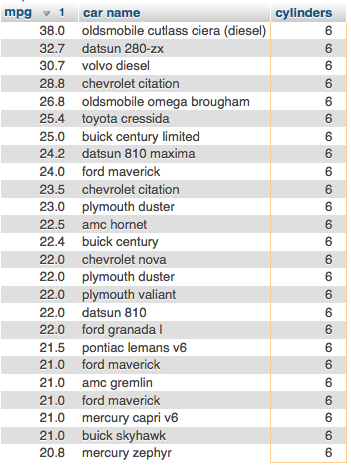 mpg 1 car name cylinders
38.0 oldsmobile cutlass ciera (diesel) 6
32.7 datsun 280-zx 6
30.7 volvo diesel 6
28.8 chevrolet citation 6
26.8 oldsmobile omega brougham 6
25.4 toyota cressida 6
25.0 buick century limited 6
24.2 datsun 810 maxima 6
24.0 ford maverick 6
23.5 chevrolet citation 6
23.0 plymouth duster 6
22.5 amc hornet 6
22.4 buick century 6
22.0 chevrolet nova 6
22.0 plymouth duster 6
22.0 plymouth valiant 6
22.0 datsun 810 6
22.0 ford granada l 6
21.5 pontiac lemans v6 6
21.0 ford maverick 6
21.0 amc gremlin 6
21.0 ford maverick 6
21.0 mercury capri v6 6
21.0 buick skyhawk 6
20.8 mercury zephyr 6